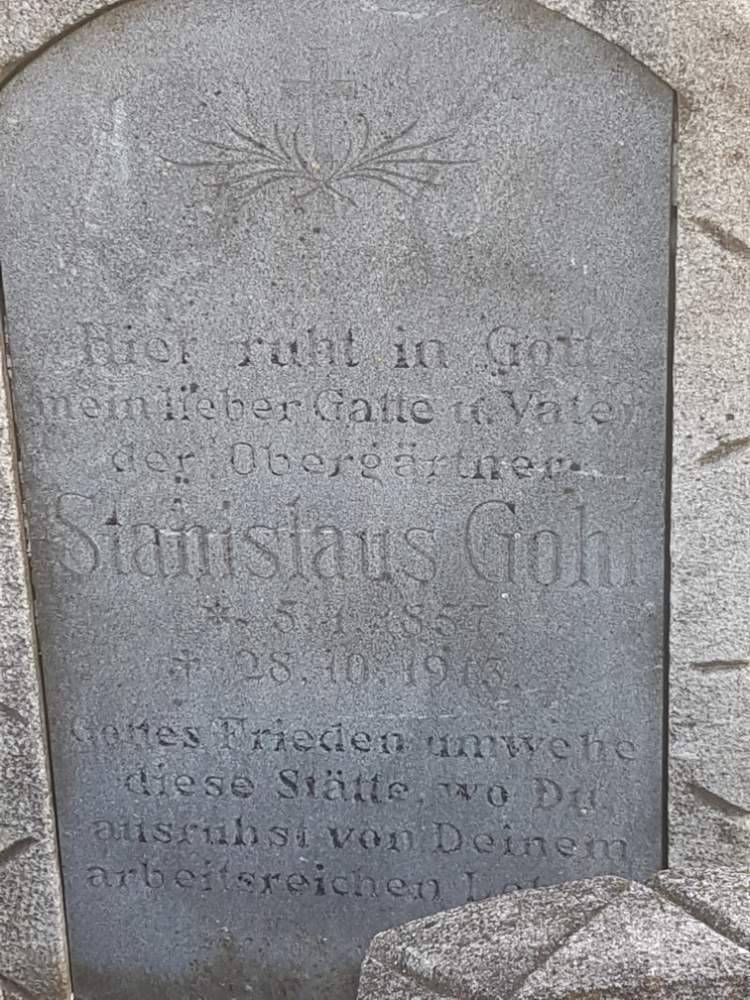 Hier ruht in Gott
mein lieber Gatte u. Vater
der Obergärtner
Stanislaus Gohl
* 5.1.1857.
† 28.10.1913.
Gottes Frieden umwehe
diese Stätte, wo Du
ausruhst von Deinem
arbeitsreichen